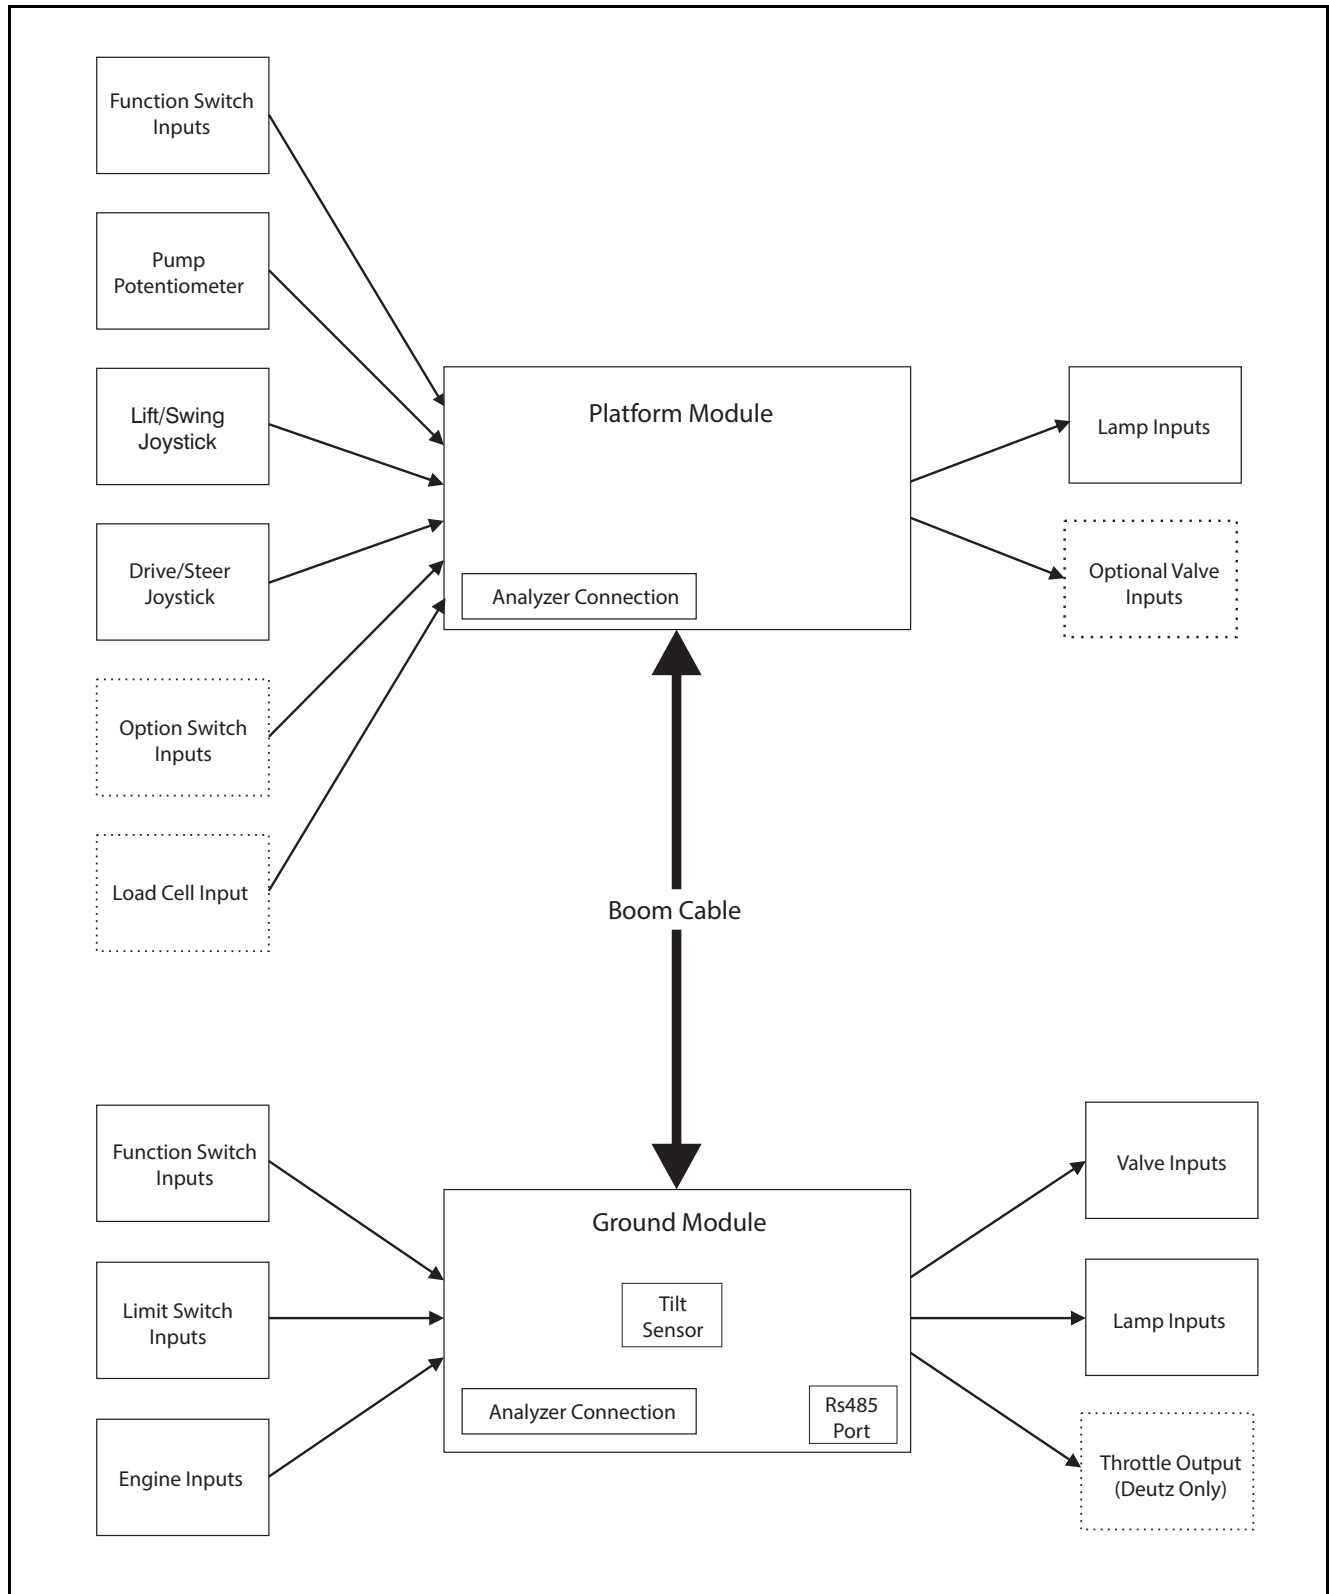 Function Switch
Inputs
Pump
Potentiometer
Lift/Swing
Joystick
Drive/Steer
Joystick
Option Switch
Inputs
Load Cell Input
Platform Module
Analyzer Connection
Lamp Inputs
Optional Valve
Inputs
Boom Cable
Function Switch
Inputs
Limit Switch
Inputs
Engine Inputs
Ground Module
Tilt
Sensor
Analyzer Connection
Rs485
Port
Valve Inputs
Lamp Inputs
Throttle Output
(Deutz Only)